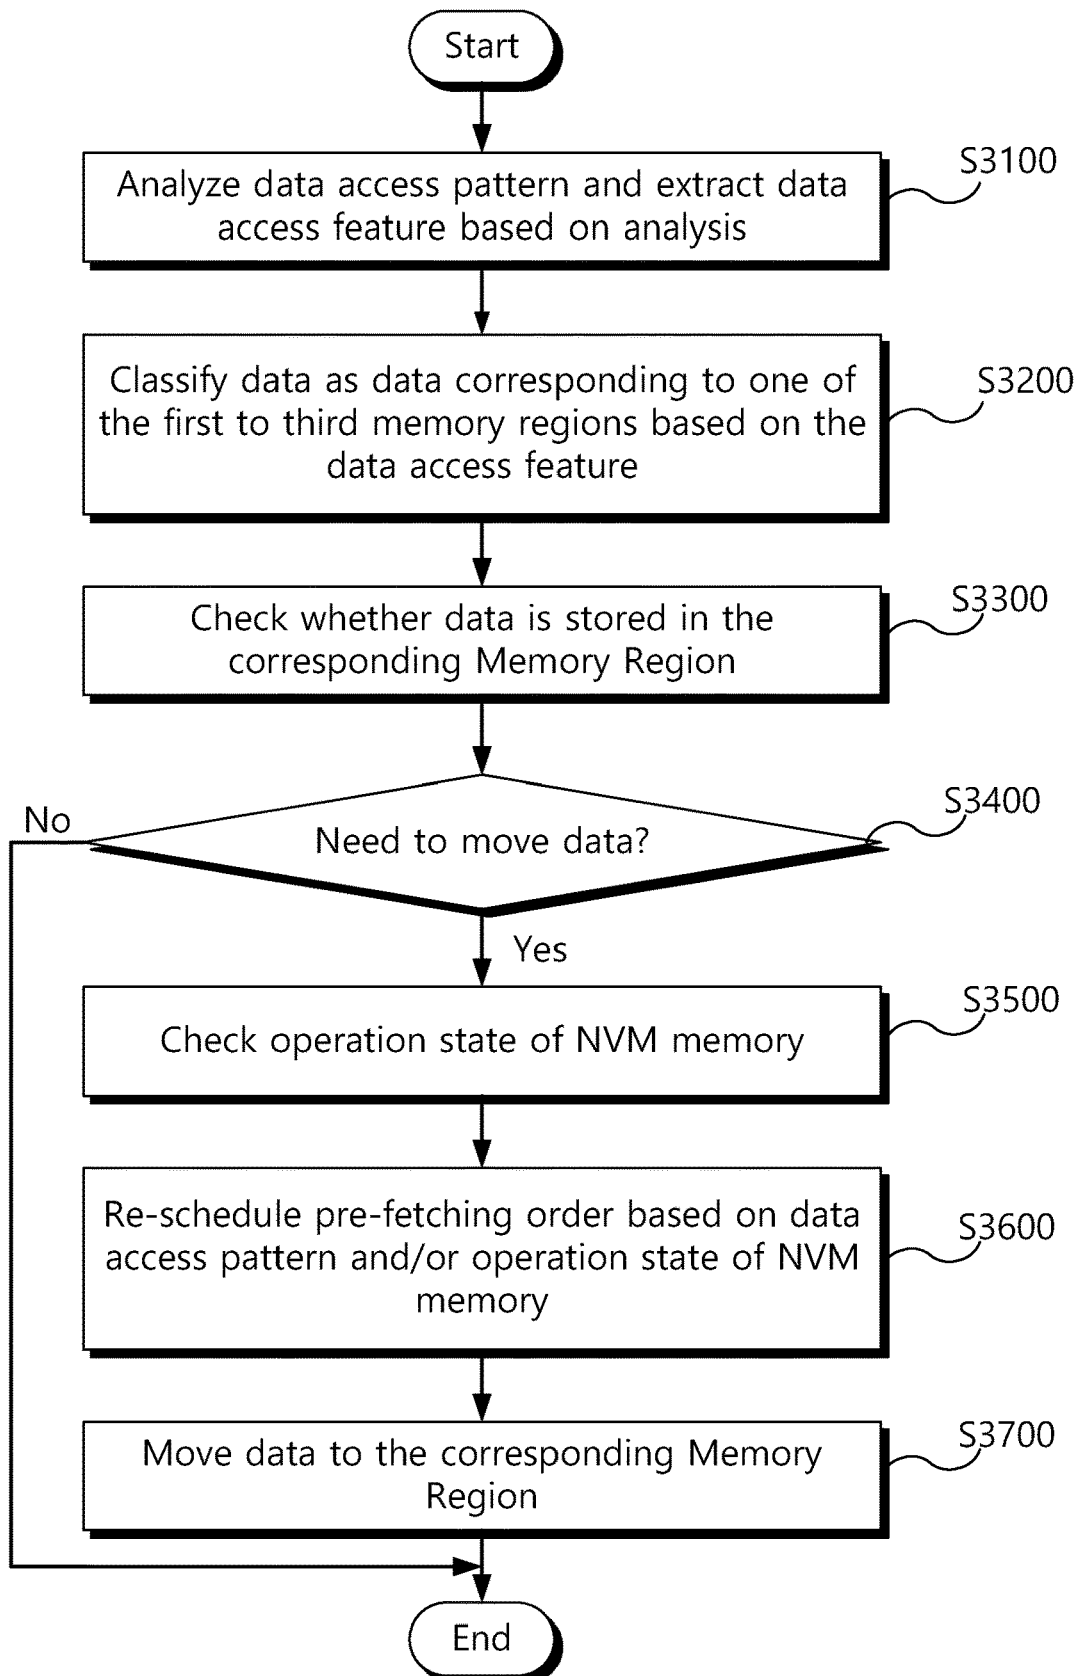 Start
S3100
Analyze data access pattern and extract data
access feature based on analysis
S3200
Classify data as data corresponding to one of
the first to third memory regions based on the
data access feature
S3300
Check whether data is stored in the
corresponding Memory Region
S3400
No
Need to move data?
Yes
S3500
Check operation state of NVM memory
S3600
Re-schedule pre-fetching order based on data
access pattern and/or operation state of NVM
memory
S3700
Move data to the corresponding Memory
Region
End